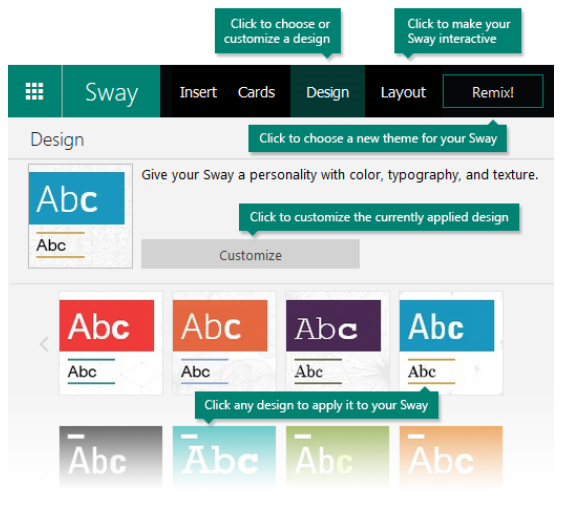 Click to choose or
customize a design
Click to make your
Sway interactive
Sway
Insert
Cards
Design
Layout
Remix!
Design
Click to choose a new theme for your Sway
Give your Sway a personality with color, typography, and texture.
Abc
Abc
Click to customize the currently applied design
Customize
Abc
Abc
Abc
Abc
Abc
Abc
Abc
Abc
Click any design to apply it to your Sway
Abc
Abc
Abc
Abc